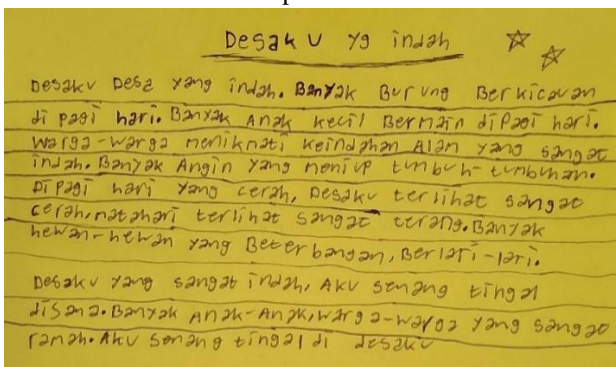 Desaku yg indah
Desaku Desa yang indah. Banyak Burung Berkicauan
di pagi hari. Banyak Anak kecil Bermain dipagi hari.
Warga-warga menikmati keindahan Alam yang sangat
indah. Banyak Angin yang meniup tumbuh-tumbuhan.
Dipagi hari yang cerah, Desaku terlihat sangat
cerah, matahari terlihat sangat terang. Banyak
hewan-hewan yang Beterbangan, Berlari-lari.
Desaku yang sangat indah, Aku senang tingal
disana. Banyak Anak-Anak, warga-warga yang sangat
ramah. Aku senang tingal di desaku